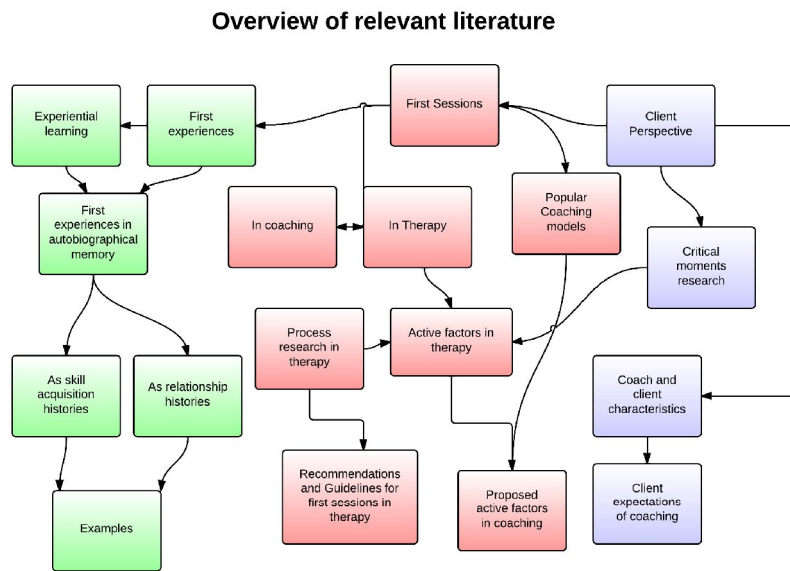 Overview of relevant literature
Experiential
learning
First
experiences
First Sessions
Client
Perspective
First
experiences in
autobiographical
memory
In coaching
In Therapy
Popular
Coaching
models
Critical
moments
research
Process
research in
therapy
Active factors in
therapy
As skill
acquisition
histories
As relationship
histories
Coach and
client
characteristics
Recommendations
and Guidelines for
first sessions in
therapy
Proposed
active factors
in coaching
Client
expectations
of coaching
Examples